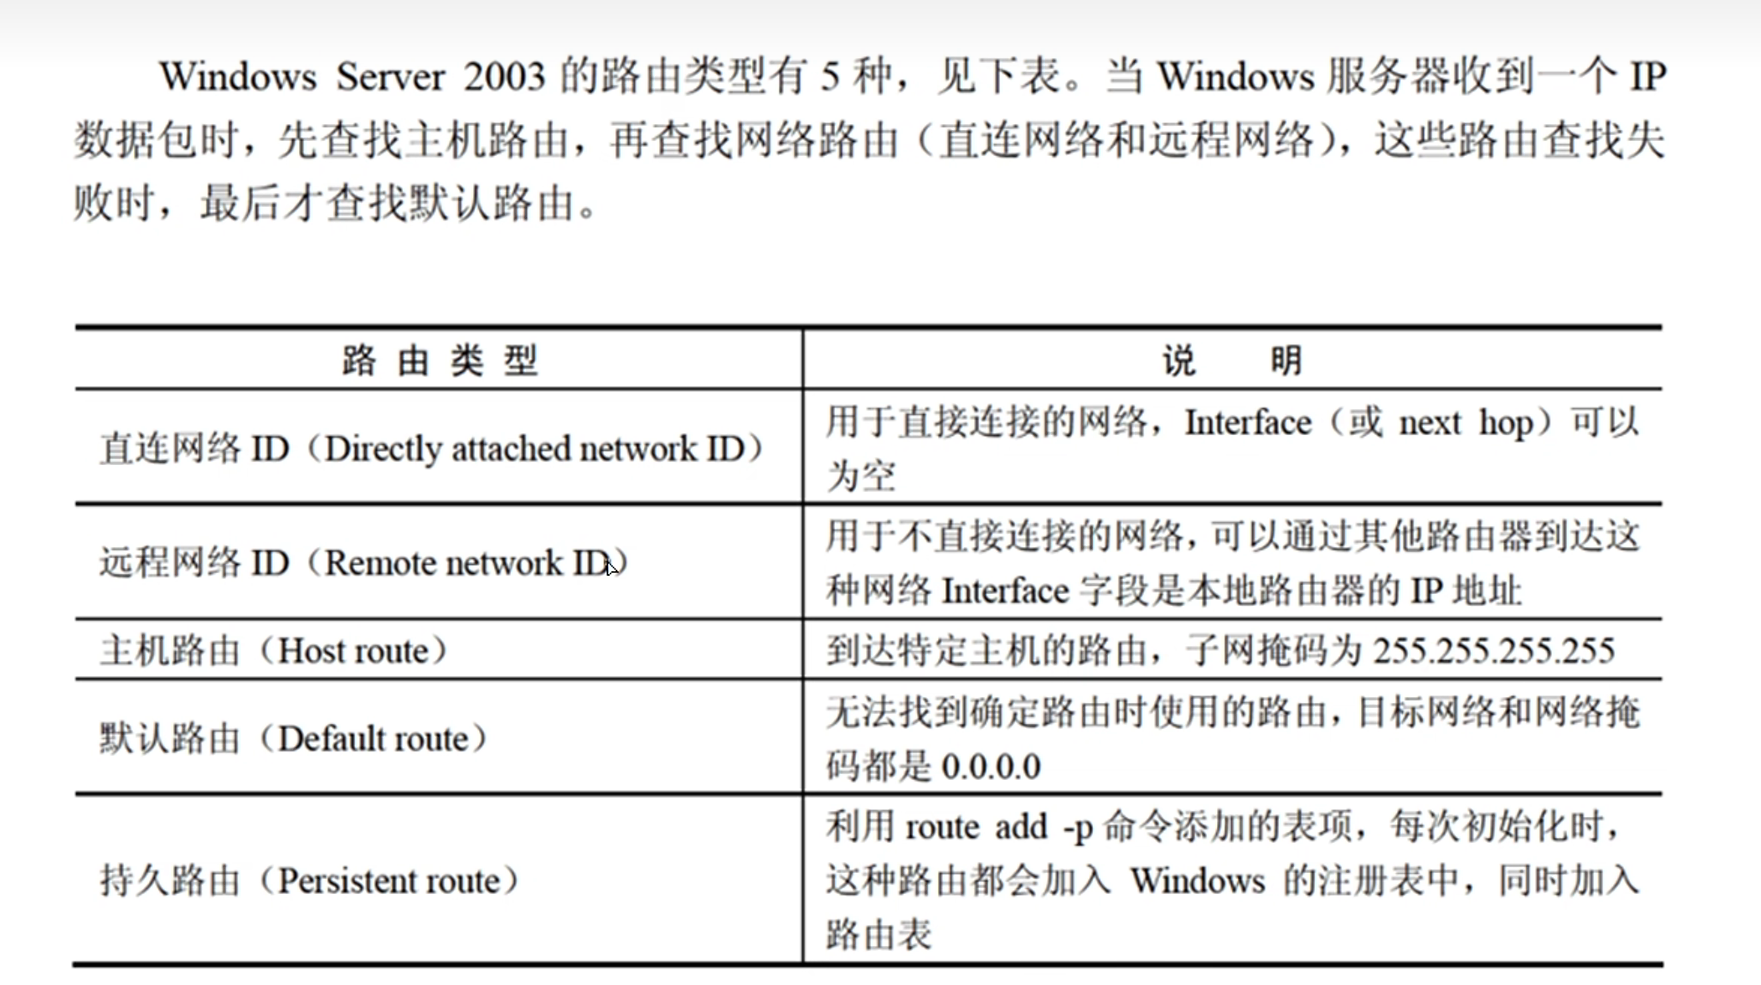 Windows Server 2003 的路由类型有 5 种，见下表。当 Windows 服务器收到一个 IP
数据包时，先查找主机路由，再查找网络路由（直连网络和远程网络），这些路由查找失
败时，最后才查找默认路由。
路由类型 说 明
直连网络 ID（Directly attached network ID） 用于直接连接的网络，Interface（或 next hop）可以
为空
远程网络 ID（Remote network ID） 用于不直接连接的网络，可以通过其他路由器到达这
种网络 Interface 字段是本地路由器的 IP 地址
主机路由（Host route） 到达特定主机的路由，子网掩码为 255.255.255.255
默认路由（Default route） 无法找到确定路由时使用的路由，目标网络和网络掩
码都是 0.0.0.0
持久路由（Persistent route） 利用 route add -p 命令添加的表项，每次初始化时，
这种路由都会加入 Windows 的注册表中，同时加入
路由表